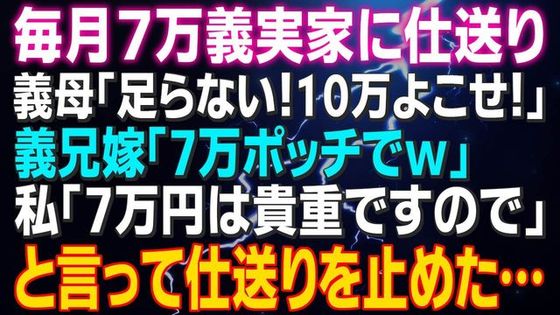 毎月7万義実家に仕送り
義母「足らない!10万よこせ!」
義兄嫁「7万ポッチでw」
私「7万円は貴重ですので」
と言って仕送りを止めた…